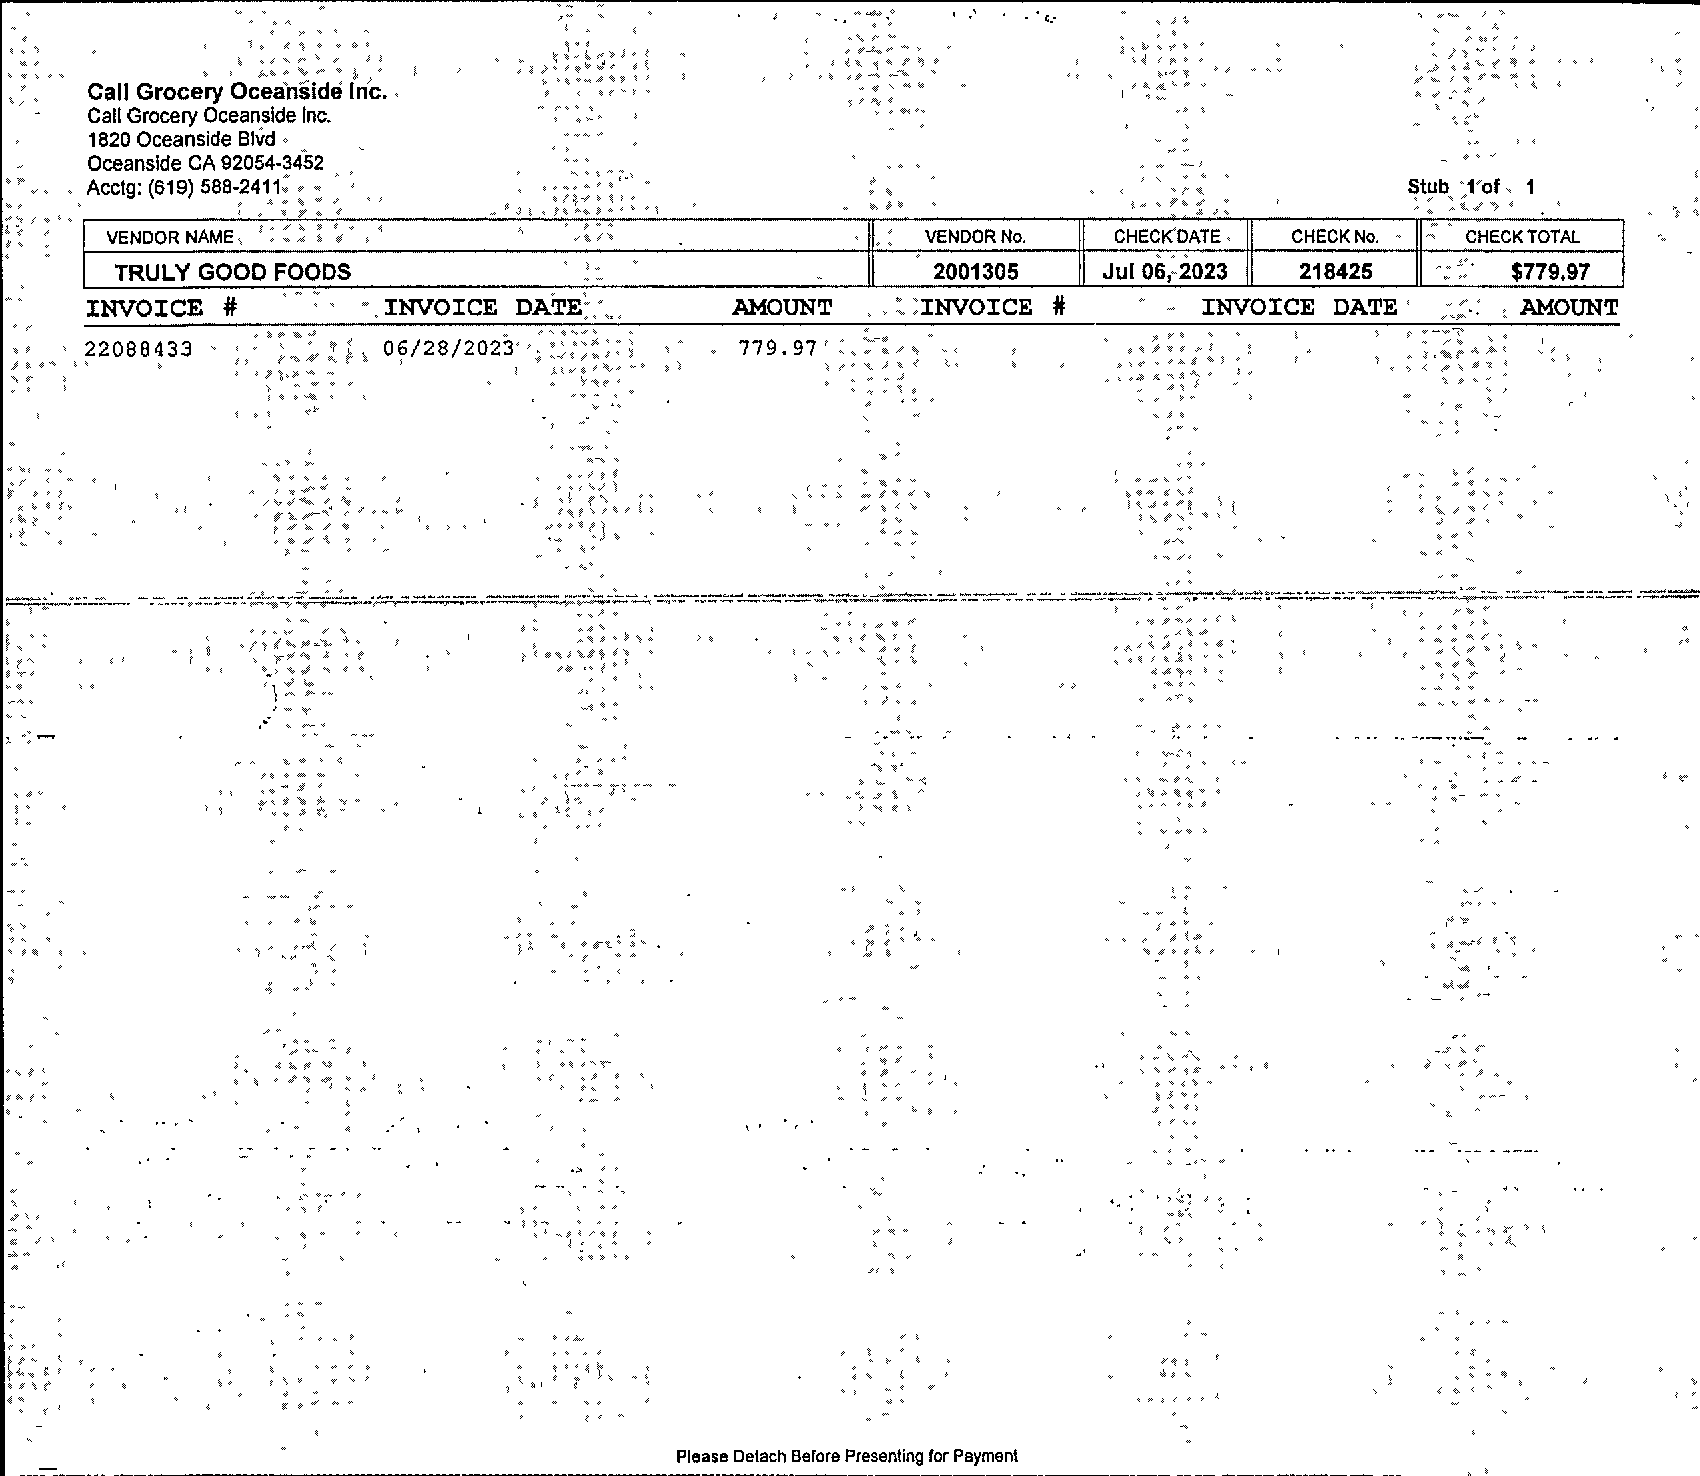 Call Grocery Oceanside Inc.
Call Grocery Oceanside Inc.
1820 Oceanside Blvd
Oceanside CA 92054-3452
Acctg: (619) 588-2411
Stub 1 of 1
VENDOR NAME VENDOR No. CHECK DATE CHECK No. CHECK TOTAL
TRULY GOOD FOODS 2001305 Jul 06, 2023 218425 $779.97
INVOICE # INVOICE DATE AMOUNT INVOICE # INVOICE DATE AMOUNT
22088433 06/28/2023 779.97
Please Detach Before Presenting for Payment